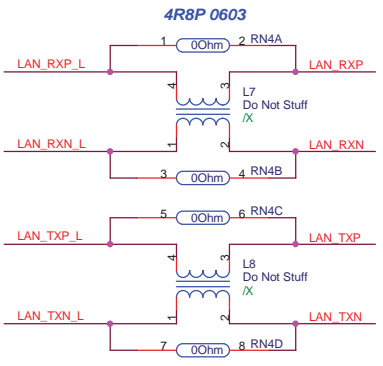 4R8P 0603
1 0Ohm 2 RN4A
LAN_RXP_L LAN_RXP
4 3
L7
Do Not Stuff
/X
1 2
LAN_RXN_L LAN_RXN
3 0Ohm 4 RN4B
5 0Ohm 6 RN4C
LAN_TXP_L LAN_TXP
4 3
L8
Do Not Stuff
/X
1 2
LAN_TXN_L LAN_TXN
7 0Ohm 8 RN4D